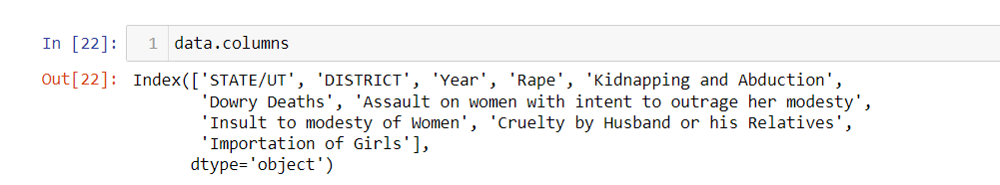 In [22]: 1 data.columns
Out[22]: Index(['STATE/UT', 'DISTRICT', 'Year', 'Rape', 'Kidnapping and Abduction',
'Dowry Deaths', 'Assault on women with intent to outrage her modesty',
'Insult to modesty of Women', 'Cruelty by Husband or his Relatives',
'Importation of Girls'],
dtype='object')